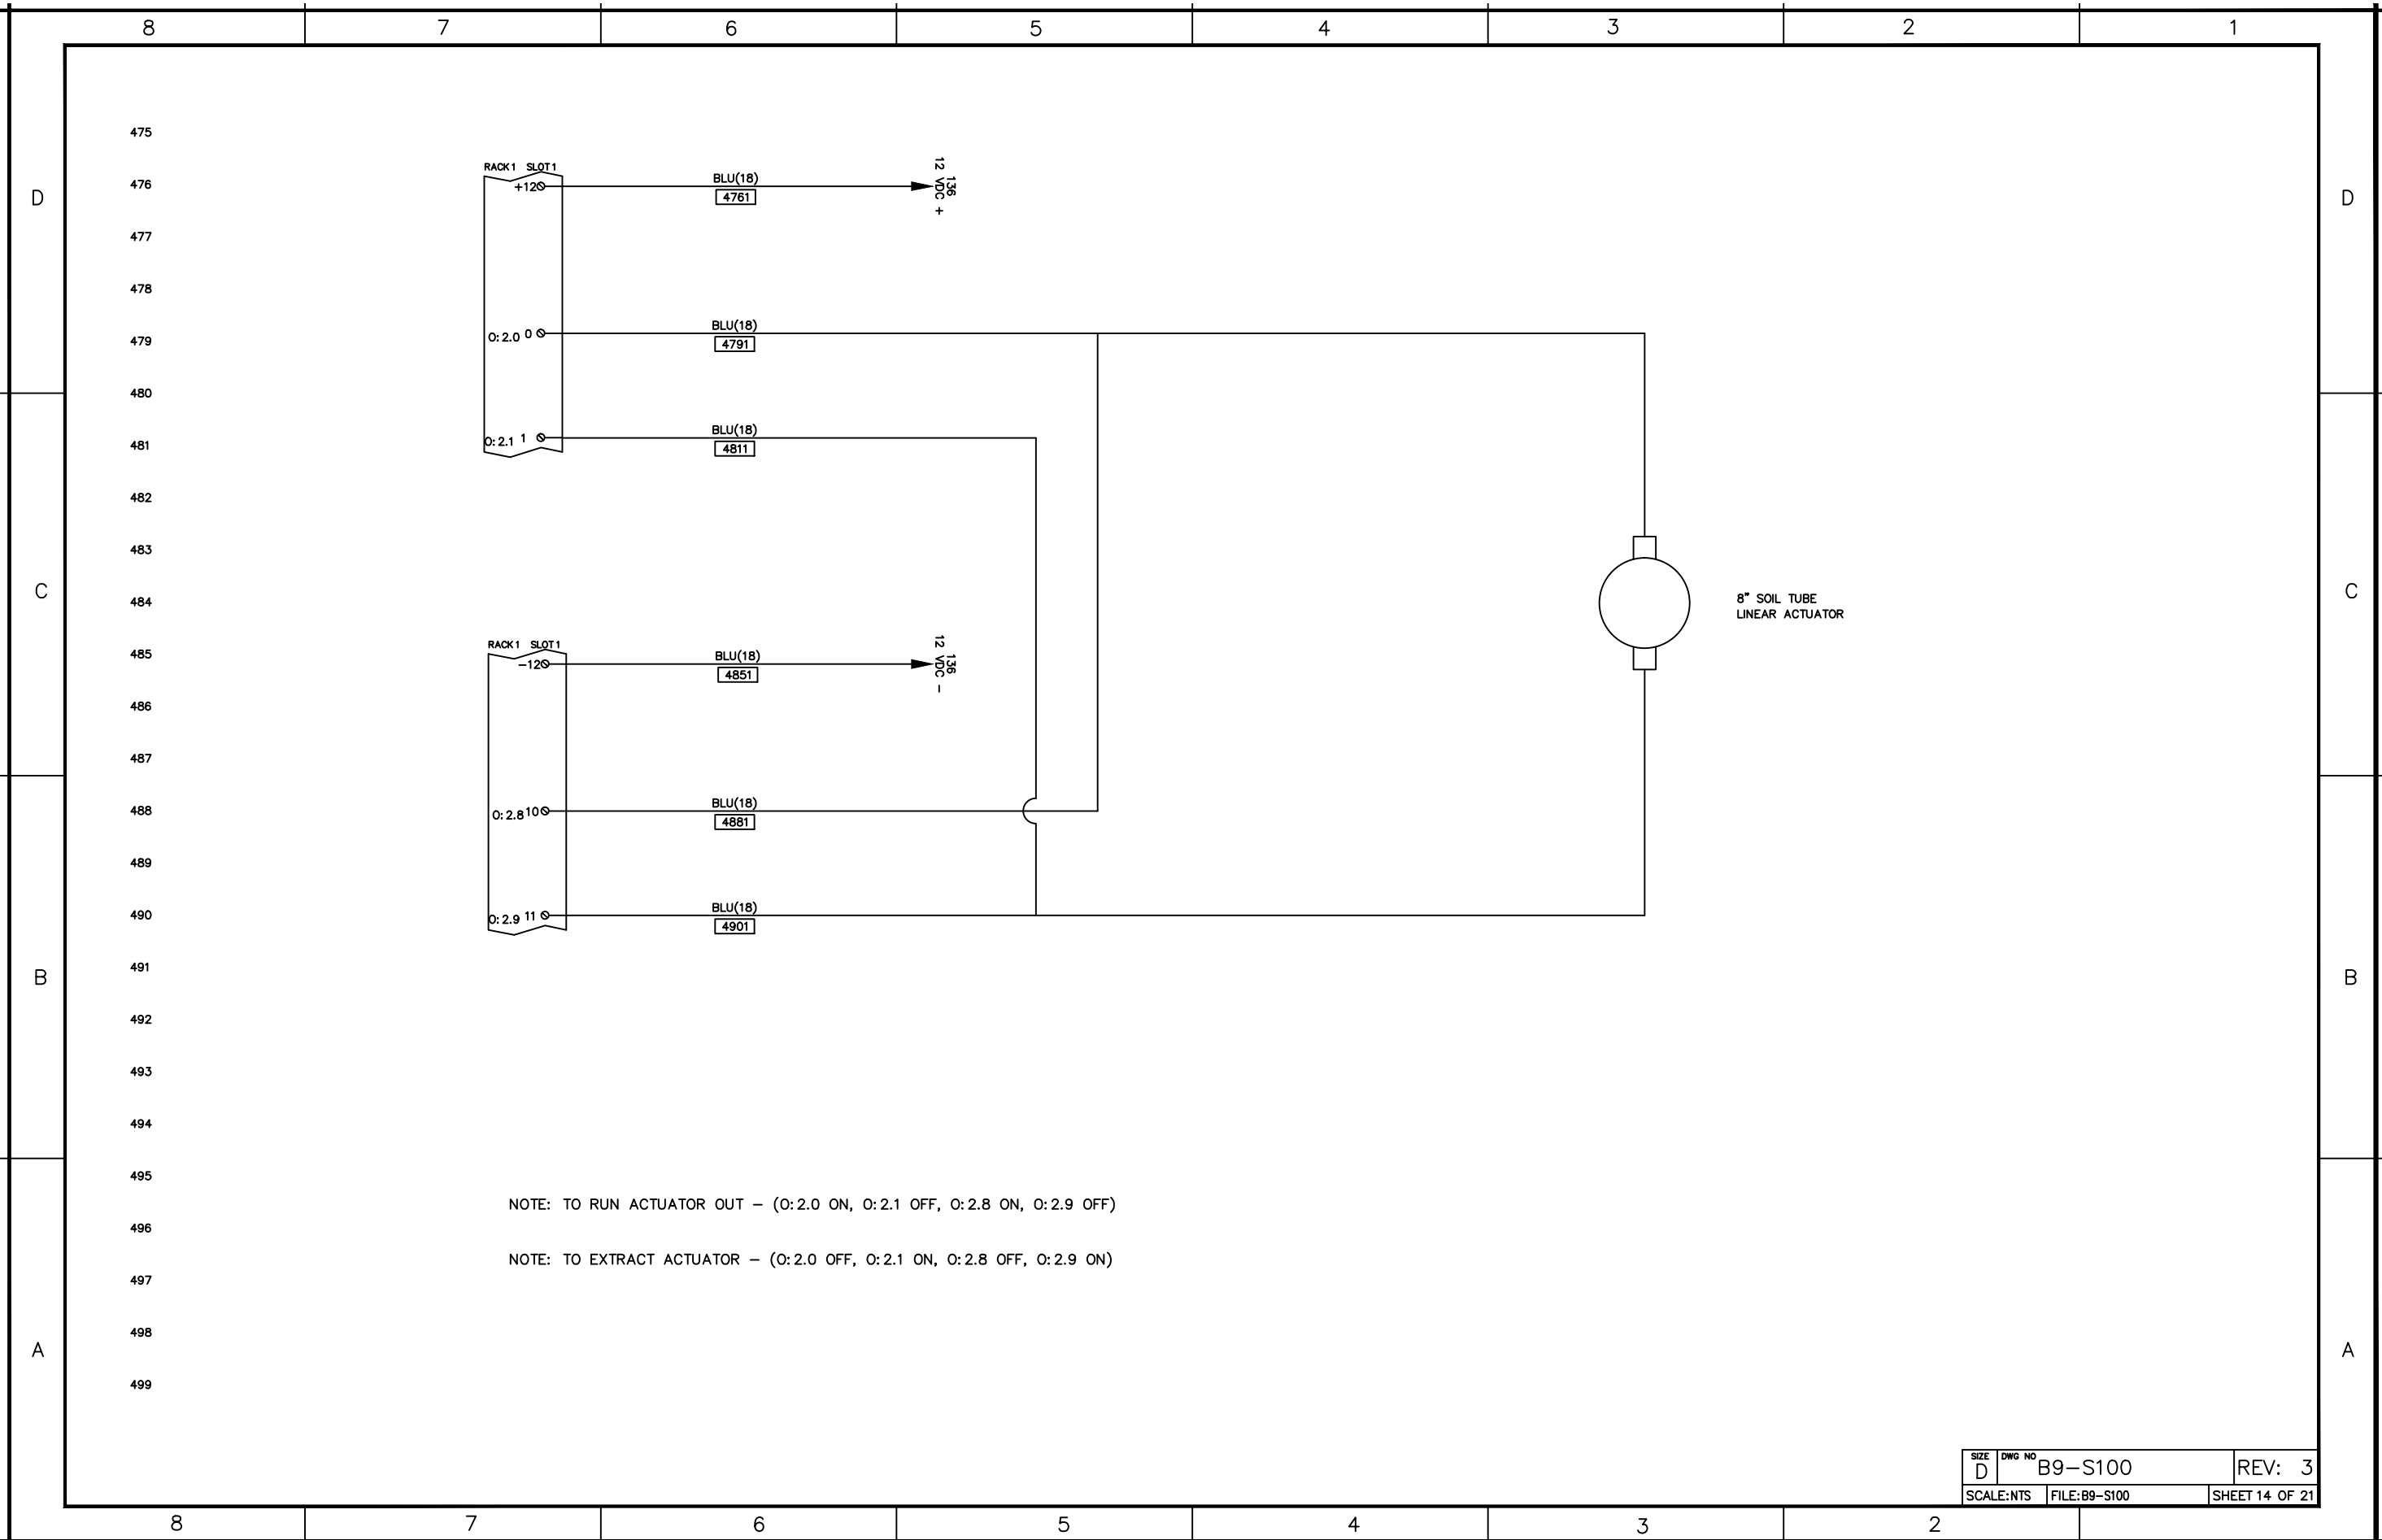 8 7 6 5 4 3 2 1
475
RACK1 SLOT1
12 VDC +
136
476
+12
BLU(18)
4761
D
D
477
478
BLU(18)
479
O:2.0 0
4791
480
BLU(18)
481
O:2.1 1
4811
482
483
C
C
484
8" SOIL TUBE
LINEAR ACTUATOR
RACK1 SLOT1
12 VDC -
136
485
-12
BLU(18)
4851
486
487
BLU(18)
488
O:2.8 10
4881
489
BLU(18)
490
O:2.9 11
4901
491
B
B
492
493
494
495
NOTE: TO RUN ACTUATOR OUT – (O:2.0 ON, O:2.1 OFF, O:2.8 ON, O:2.9 OFF)
496
NOTE: TO EXTRACT ACTUATOR – (O:2.0 OFF, O:2.1 ON, O:2.8 OFF, O:2.9 ON)
497
498
A
A
499
SIZE
D
DWG NO
B9-S100
REV: 3
SCALE:NTS
FILE:B9-S100
SHEET 14 OF 21
8 7 6 5 4 3 2